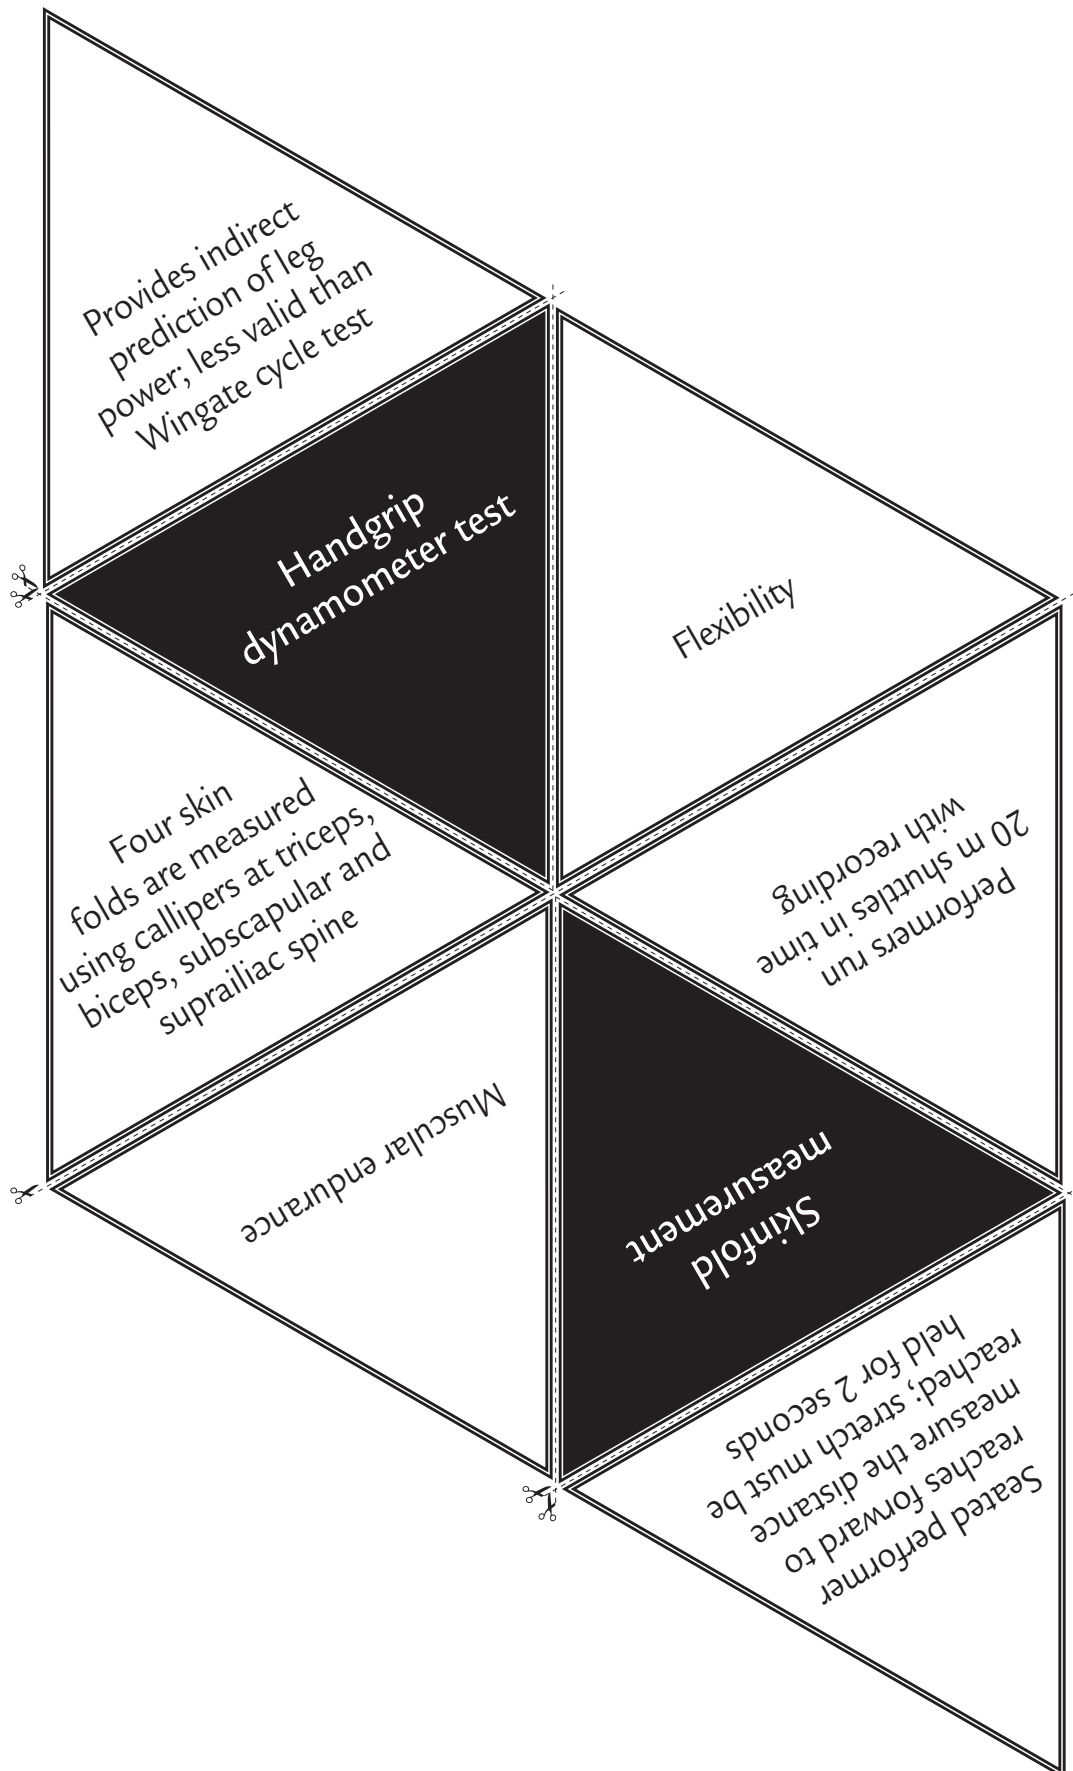 Provides indirect
prediction of leg
power; less valid than
Wingate cycle test
Handgrip
dynamometer test
Flexibility
Four skin
folds are measured
using callipers at triceps,
biceps, subscapular and
suprailiac spine
Performers run
20 m shuttles in time
with recording
Muscular endurance
Skinfold
measurement
Seated performer
reaches forward to
measure the distance
reached; stretch must be
held for 2 seconds